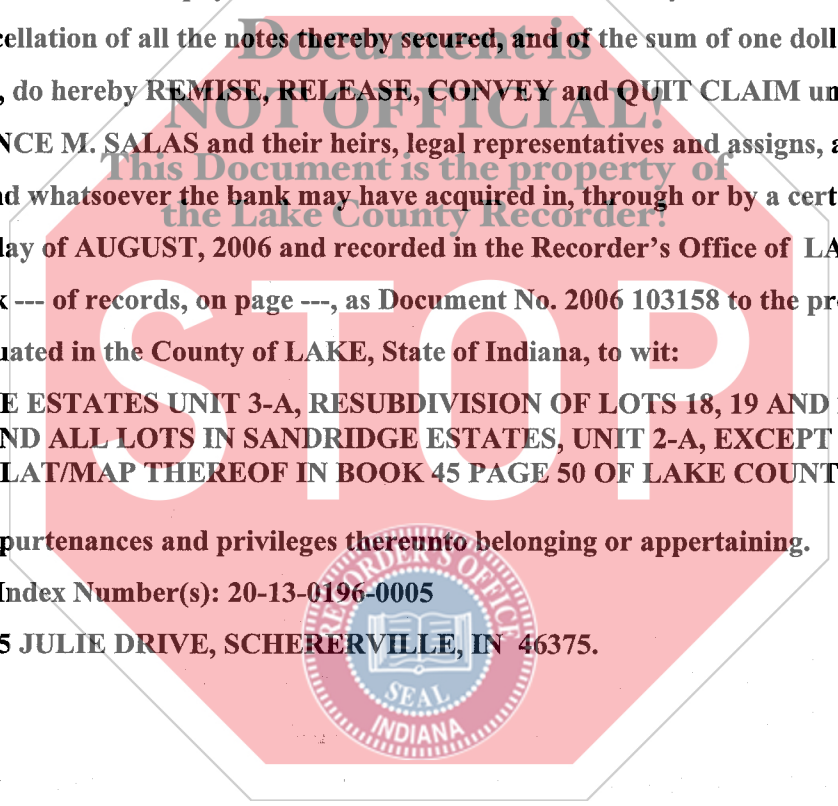 cellation of all the notes thereby secured, and of the sum of one doll
Document is
, do hereby REMISE, RELEASE, CONVEY and QUIT CLAIM un
NOT OFFICIAL!
NCE M. SALAS and their heirs, legal representatives and assigns, a
This Document is the property of
nd whatsoever the bank may have acquired in, through or by a cert
the Lake County Recorder!
day of AUGUST, 2006 and recorded in the Recorder's Office of LA
k --- of records, on page ---, as Document No. 2006 103158 to the pr
STOP
uated in the County of LAKE, State of Indiana, to wit:
E ESTATES UNIT 3-A, RESUBDIVISION OF LOTS 18, 19 AND
ND ALL LOTS IN SANDRIDGE ESTATES, UNIT 2-A, EXCEPT
LAT/MAP THEREOF IN BOOK 45 PAGE 50 OF LAKE COUNT
purtenances and privileges thereunto belonging or appertaining.
Index Number(s): 20-13-0196-0005
5 JULIE DRIVE, SCHERERVILLE, IN 46375.
RECORDER'S OFFICE
SEAL
INDIANA